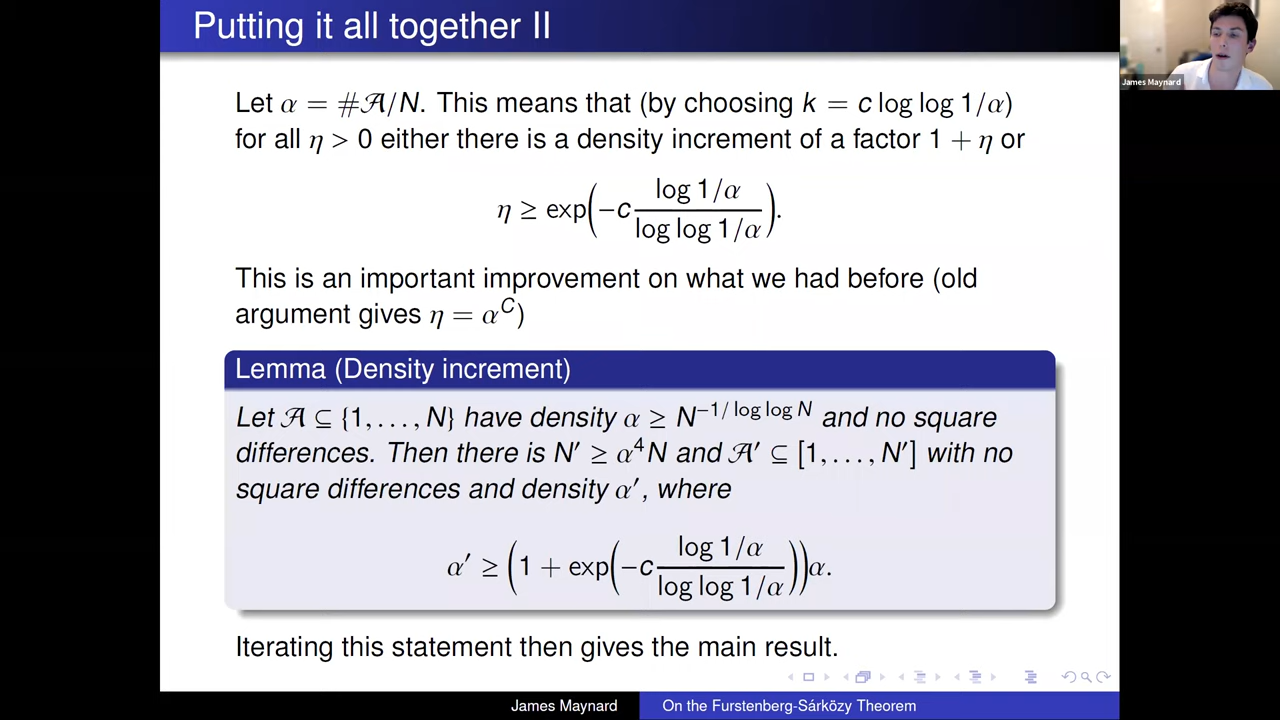 Putting it all together II
James Maynard
Let α = #𝒜/N. This means that (by choosing k = c log log 1/α)
for all η > 0 either there is a density increment of a factor 1 + η or
η ≥ exp(−c log 1/α / log log 1/α).
This is an important improvement on what we had before (old
argument gives η = α^C)
Lemma (Density increment)
Let 𝒜 ⊆ {1, . . . , N} have density α ≥ N^{−1/ log log N} and no square
differences. Then there is N′ ≥ α^4N and 𝒜′ ⊆ [1, . . . , N′] with no
square differences and density α′, where
α′ ≥ (1 + exp(−c log 1/α / log log 1/α))α.
Iterating this statement then gives the main result.
James Maynard
On the Furstenberg-Sárközy Theorem